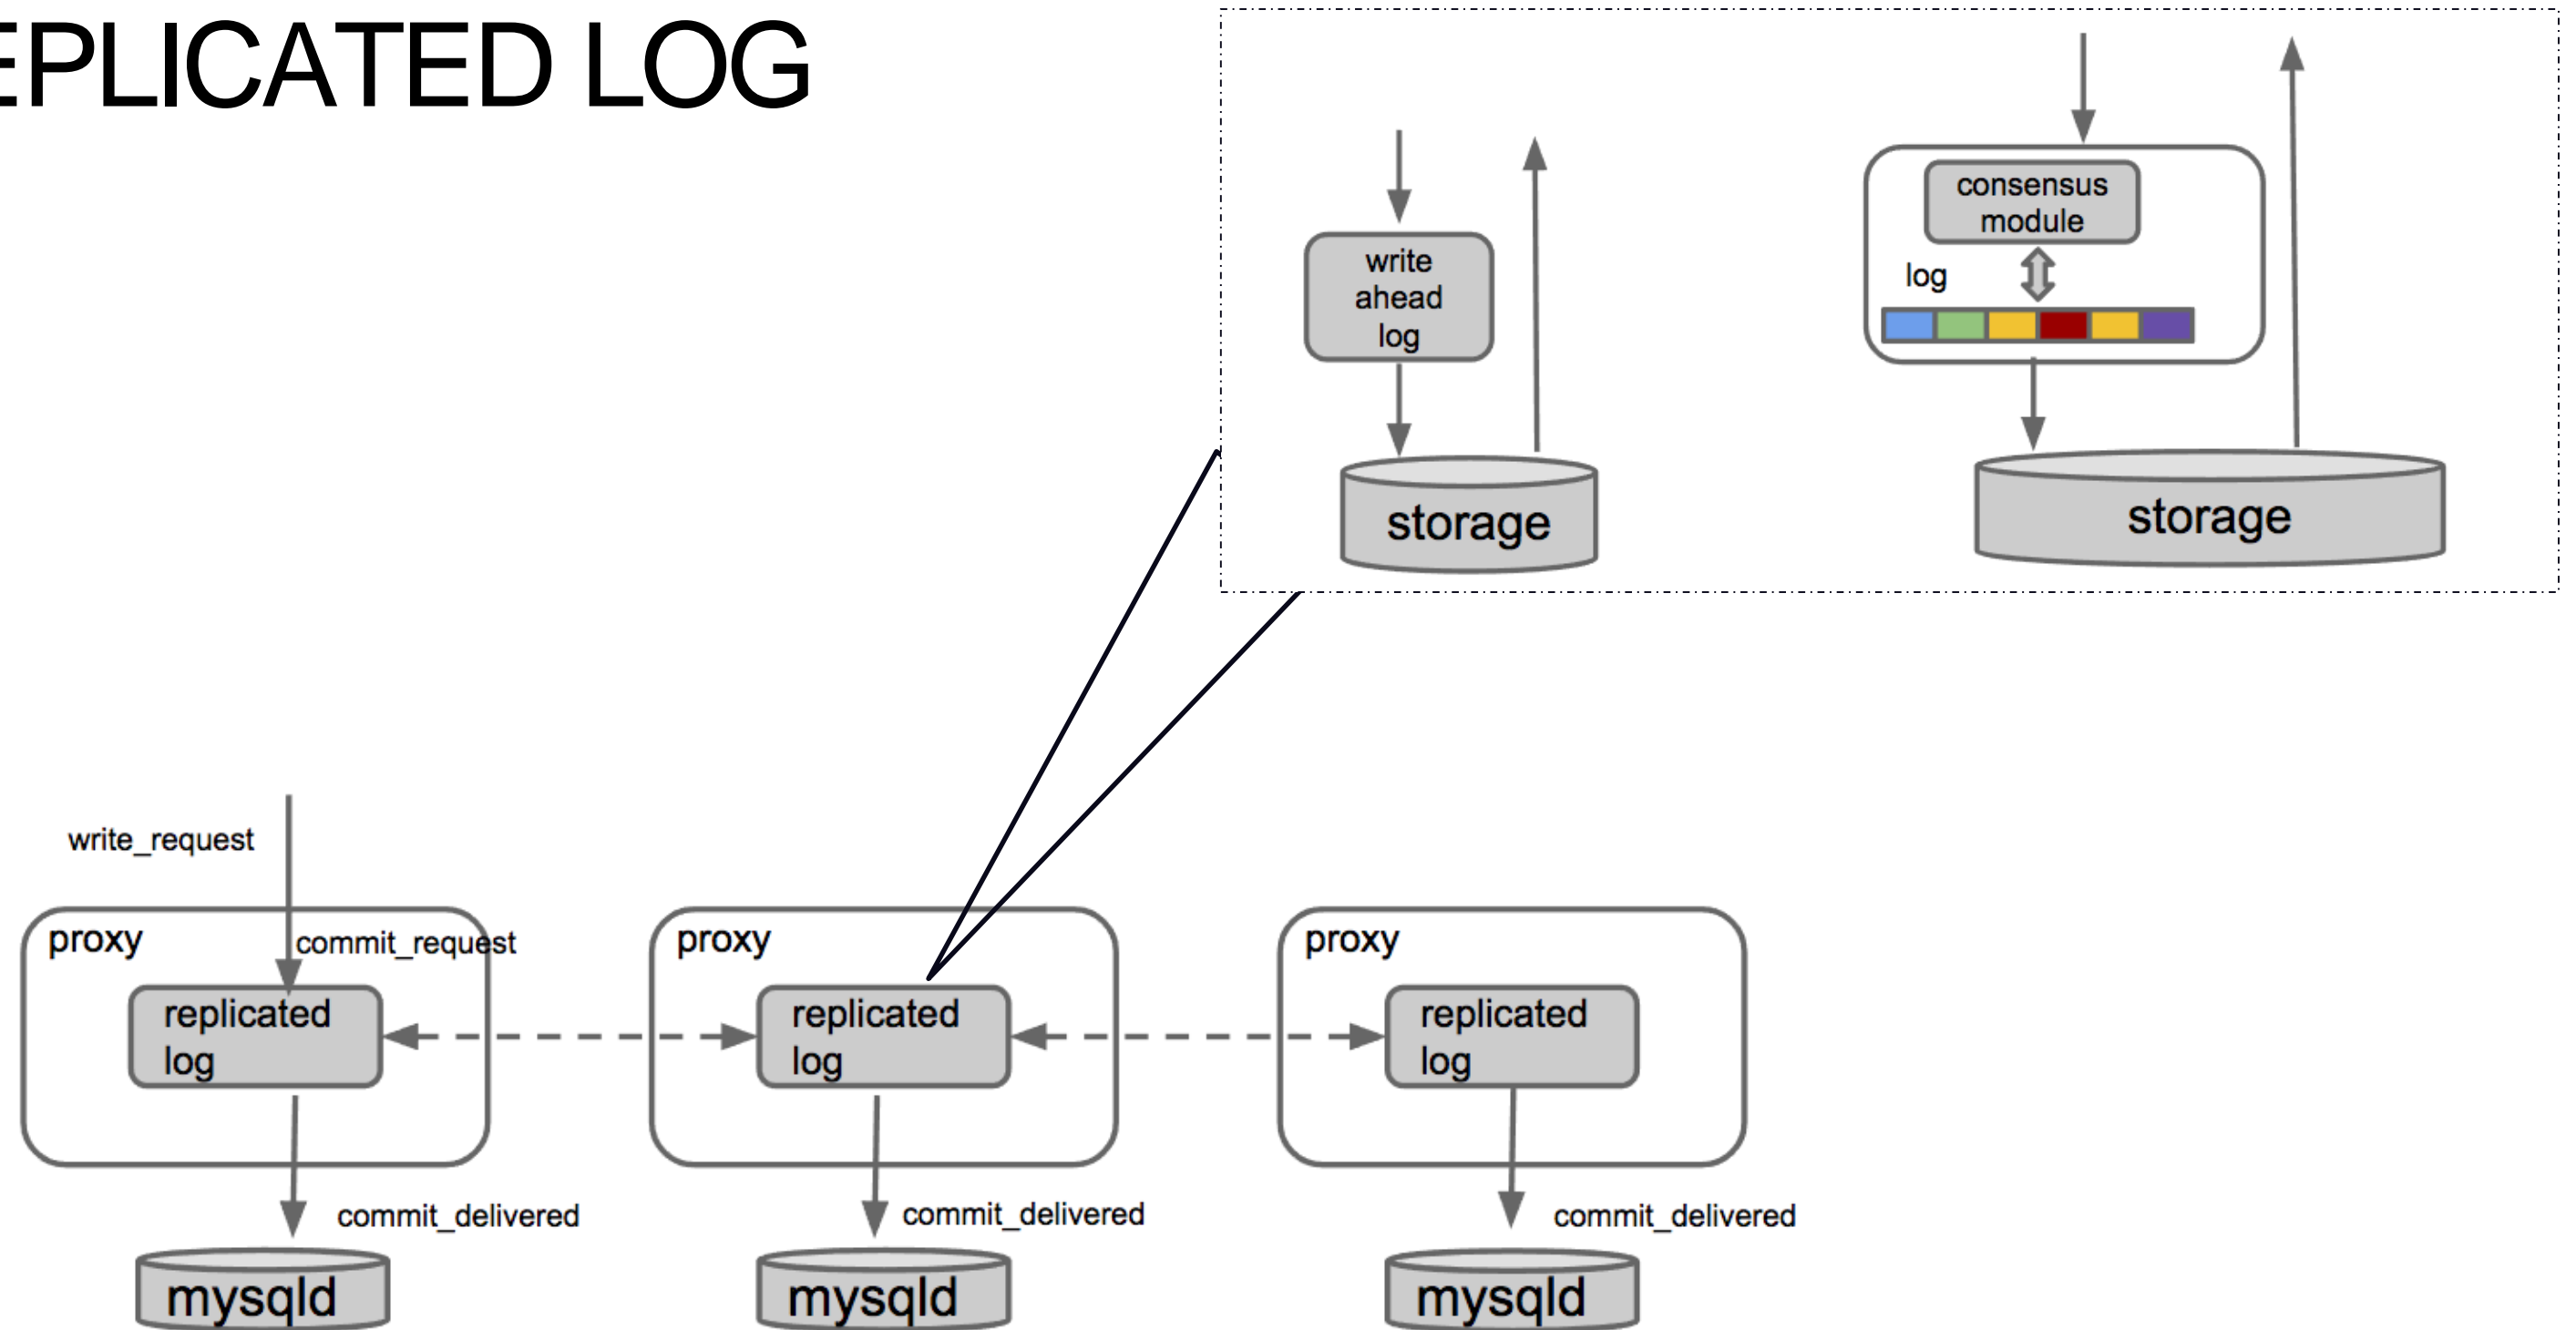 EPLICATED LOG
write
ahead
log
storage
consensus
module
log
storage
write_request
proxy
commit_request
replicated
log
commit_delivered
mysqld
proxy
replicated
log
commit_delivered
mysqld
proxy
replicated
log
commit_delivered
mysqld